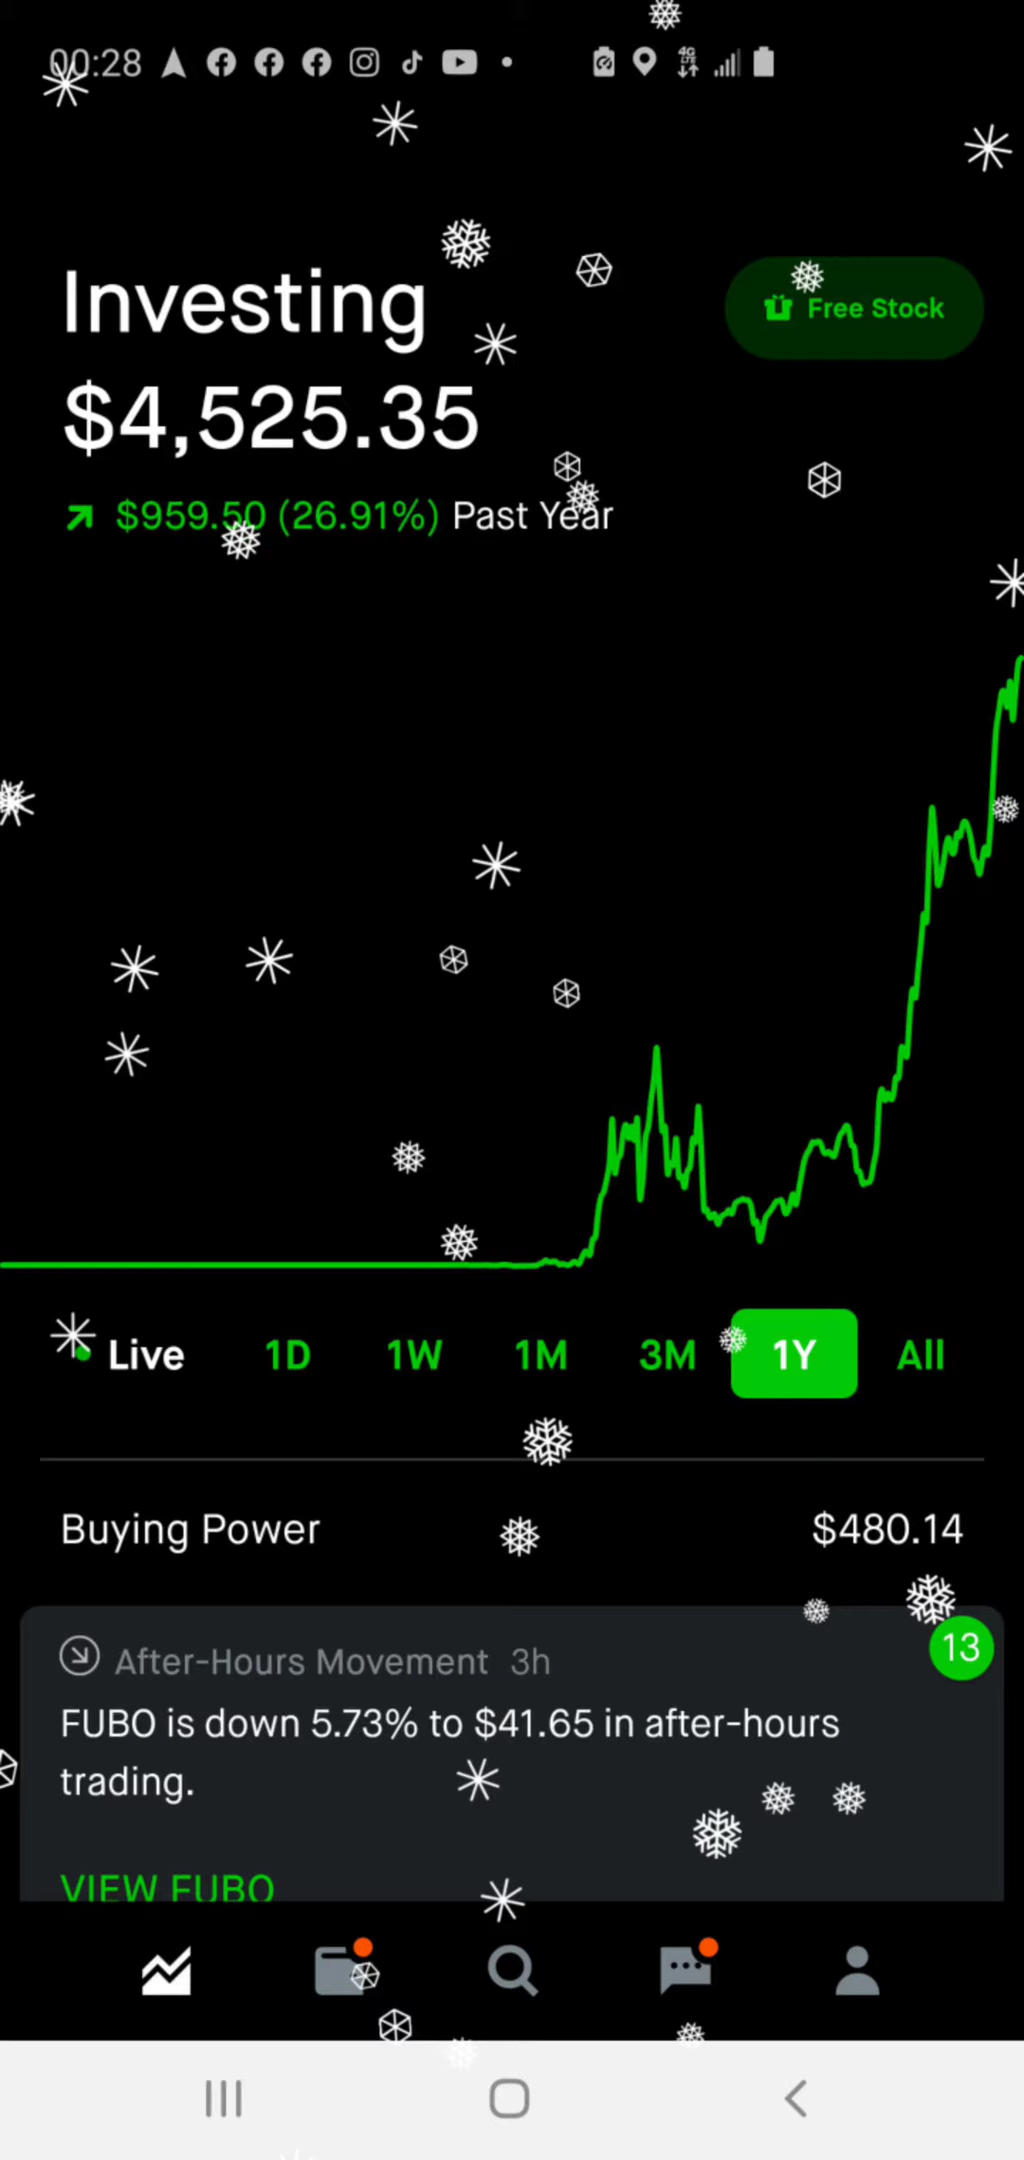 00:28
4G
Investing
Free Stock
$4,525.35
$959.50 (26.91%) Past Year
Live 1D 1W 1M 3M 1Y All
Buying Power $480.14
After-Hours Movement 3h
13
FUBO is down 5.73% to $41.65 in after-hours
trading.
VIEW FUBO